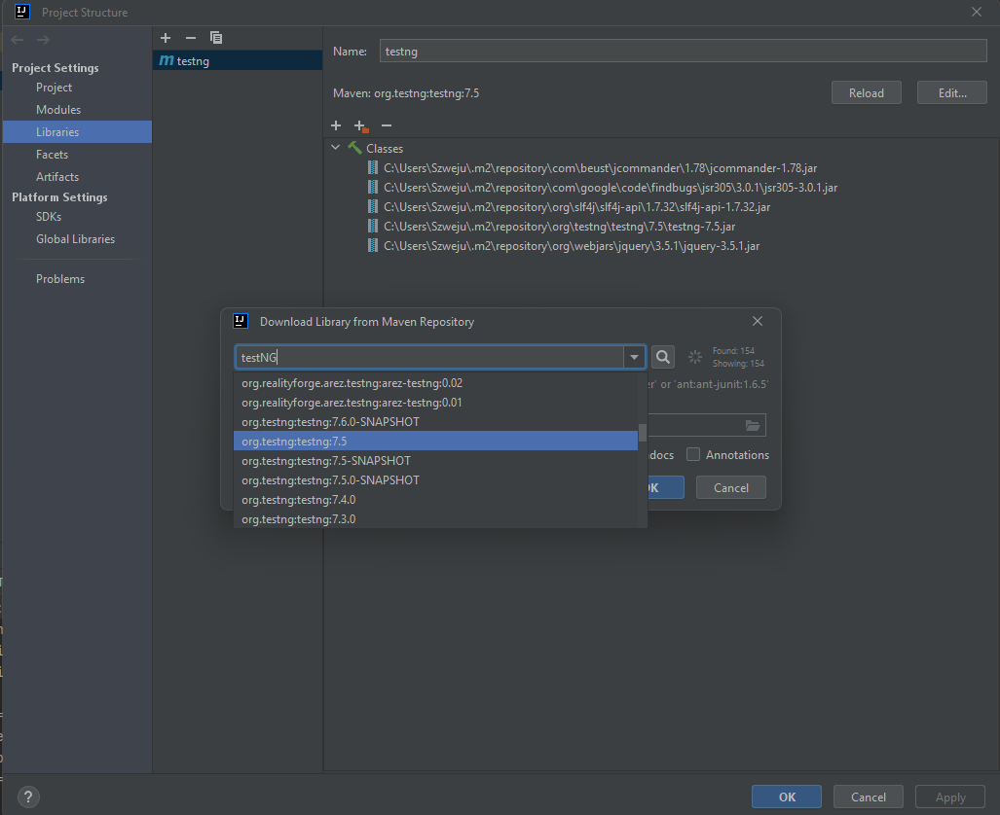 Project Structure
Project Settings
Project
Modules
Libraries
Facets
Artifacts
Platform Settings
SDKs
Global Libraries
Problems
testng
Name: testng
Maven: org.testng:testng:7.5
Reload Edit...
Classes
C:\Users\Szweju\.m2\repository\com\beust\jcommander\1.78\jcommander-1.78.jar
C:\Users\Szweju\.m2\repository\com\google\code\findbugs\jsr305\3.0.1\jsr305-3.0.1.jar
C:\Users\Szweju\.m2\repository\org\slf4j\slf4j-api\1.7.32\slf4j-api-1.7.32.jar
C:\Users\Szweju\.m2\repository\org\testng\testng\7.5\testng-7.5.jar
C:\Users\Szweju\.m2\repository\org\webjars\jquery\3.5.1\jquery-3.5.1.jar
Download Library from Maven Repository
testNG
Found: 154
Showing: 154
er' or 'ant:ant-junit:1.6.5'
org.realityforge.arez.testng:arez-testng:0.02
org.realityforge.arez.testng:arez-testng:0.01
org.testng:testng:7.6.0-SNAPSHOT
org.testng:testng:7.5
org.testng:testng:7.5-SNAPSHOT
org.testng:testng:7.5.0-SNAPSHOT
org.testng:testng:7.4.0
org.testng:testng:7.3.0
docs Annotations
OK Cancel
? OK Cancel Apply